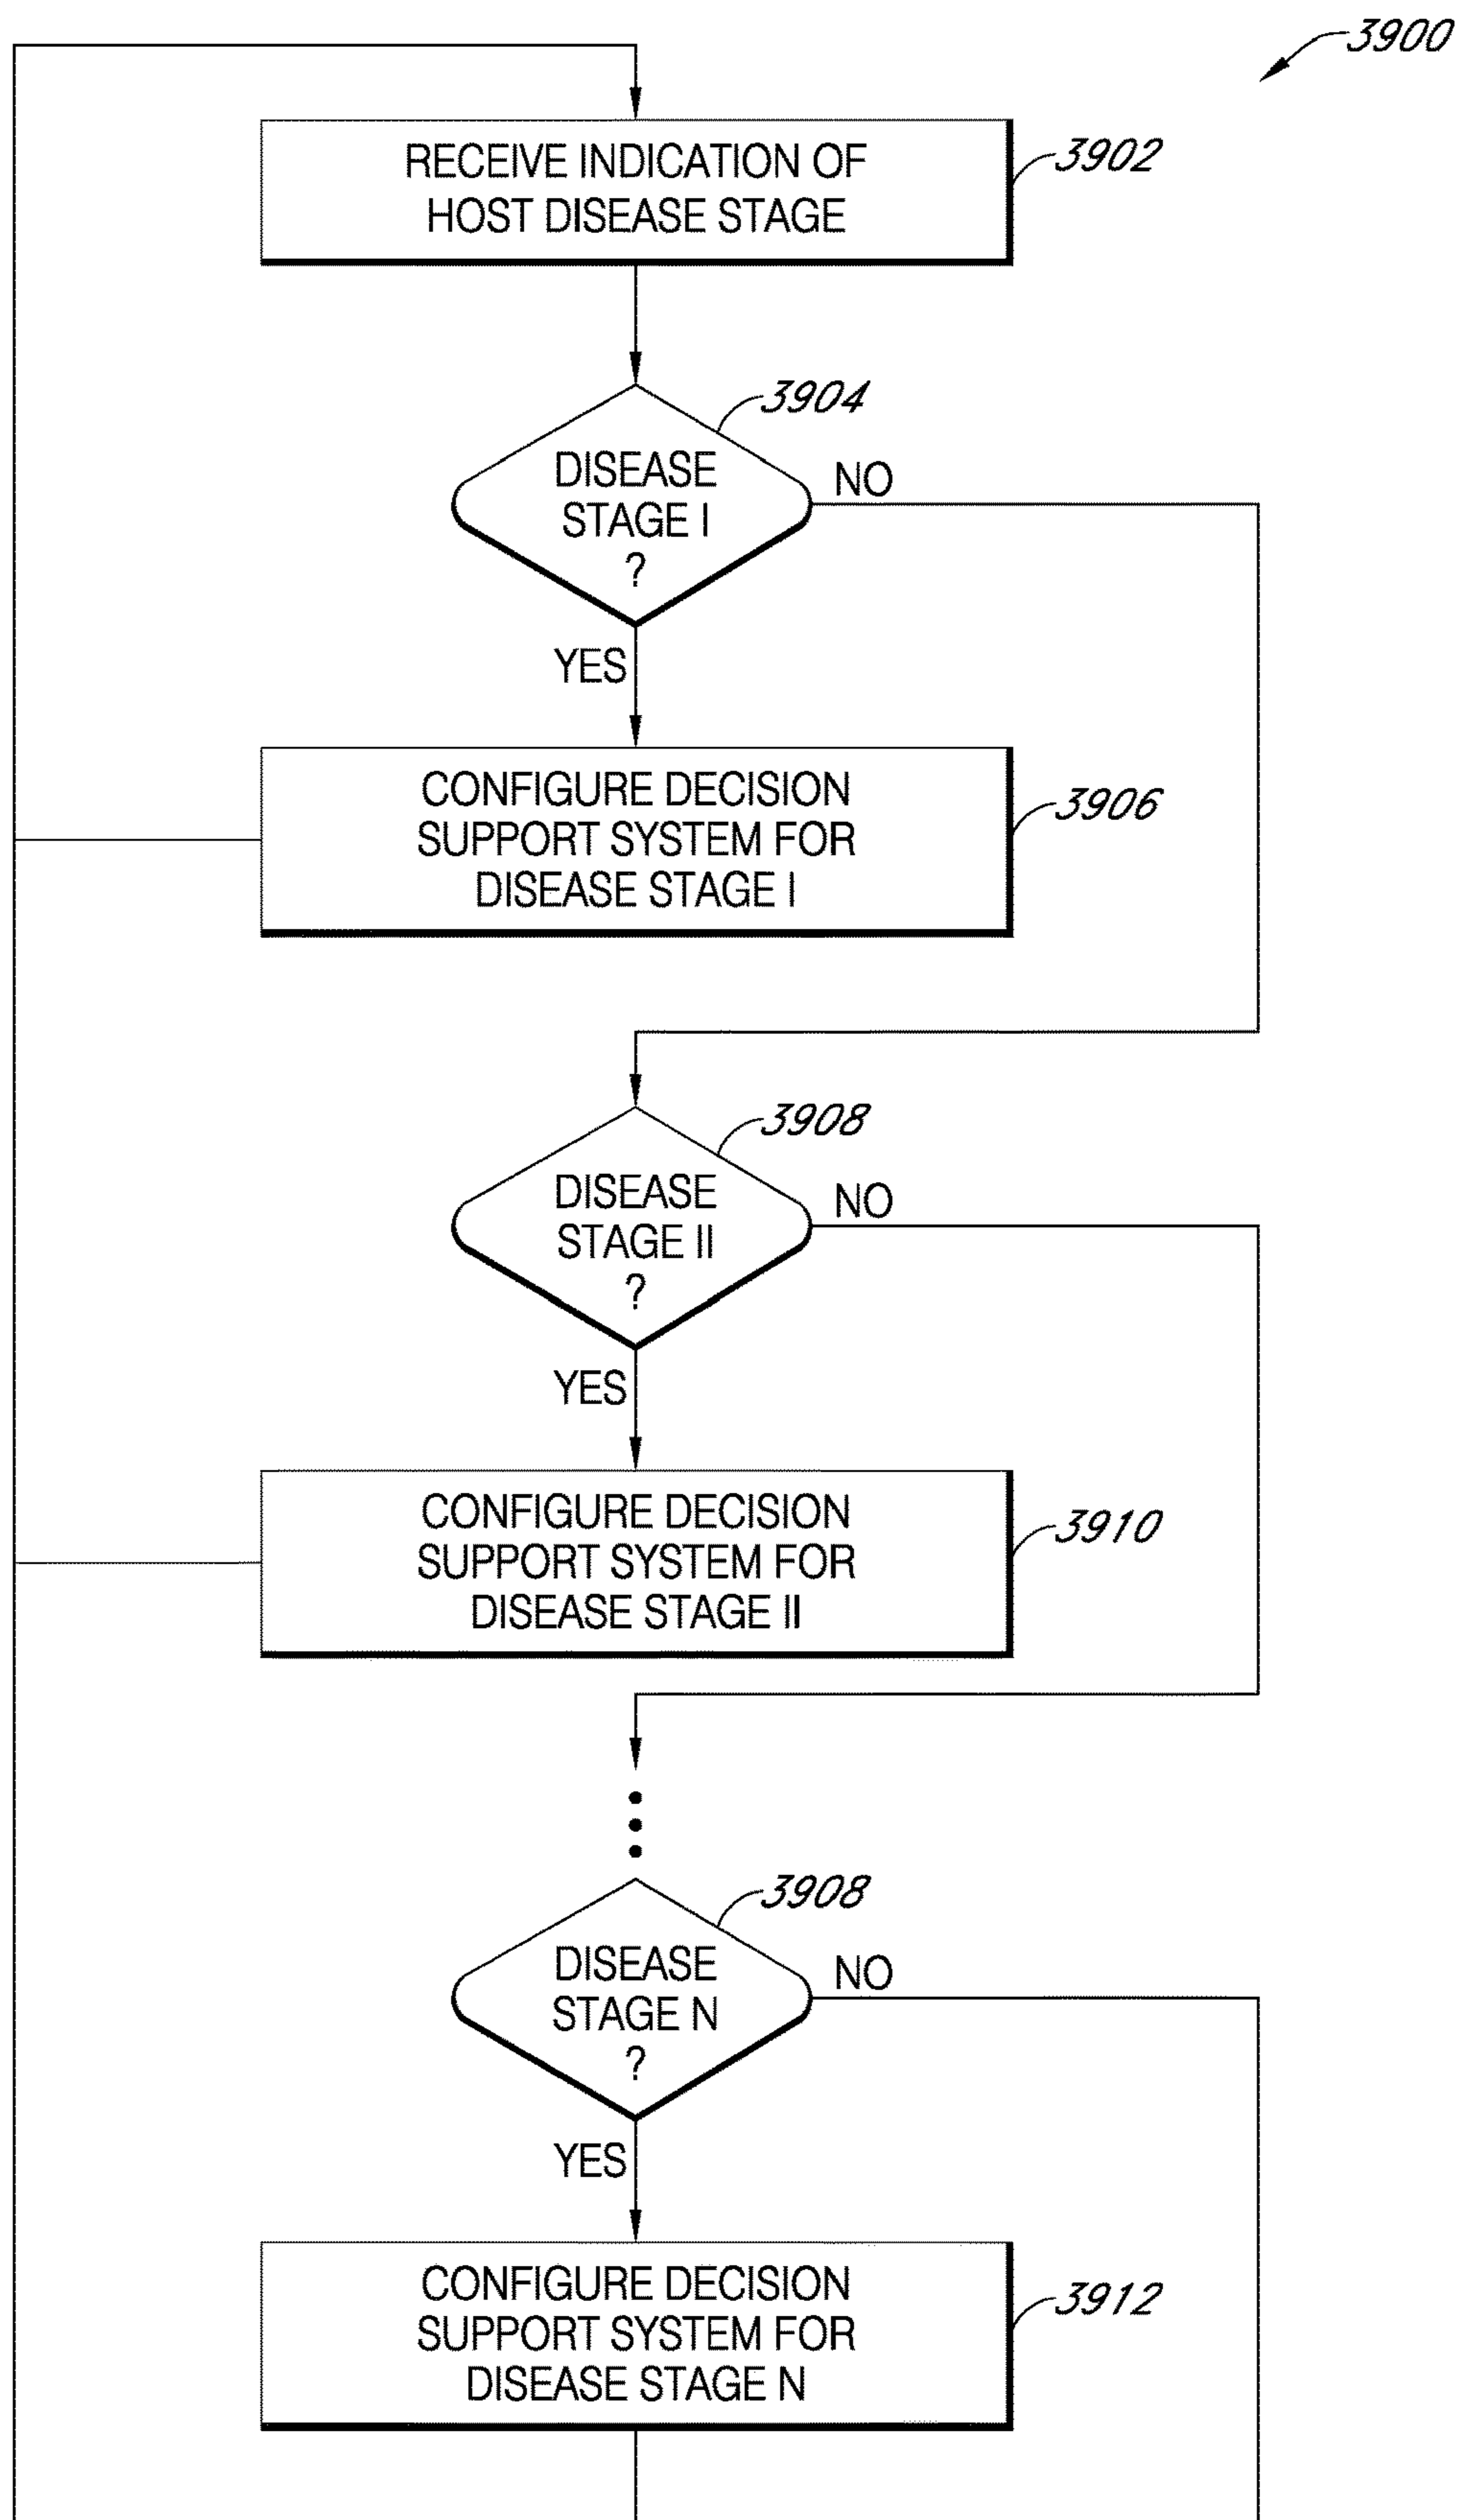 3900
RECEIVE INDICATION OF
HOST DISEASE STAGE
3902
3904
DISEASE
STAGE I
?
NO
YES
CONFIGURE DECISION
SUPPORT SYSTEM FOR
DISEASE STAGE I
3906
3908
DISEASE
STAGE II
?
NO
YES
CONFIGURE DECISION
SUPPORT SYSTEM FOR
DISEASE STAGE II
3910
3908
DISEASE
STAGE N
?
NO
YES
CONFIGURE DECISION
SUPPORT SYSTEM FOR
DISEASE STAGE N
3912